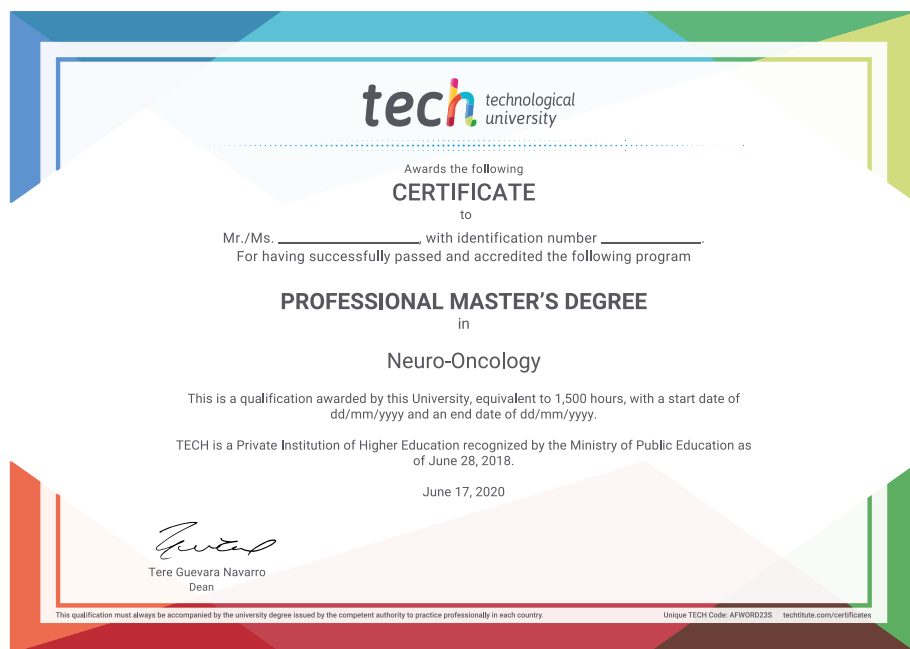 tech technological
university
Awards the following
CERTIFICATE
to
Mr./Ms. ____________________, with identification number ______________.
For having successfully passed and accredited the following program
PROFESSIONAL MASTER'S DEGREE
in
Neuro-Oncology
This is a qualification awarded by this University, equivalent to 1,500 hours, with a start date of
dd/mm/yyyy and an end date of dd/mm/yyyy.
TECH is a Private Institution of Higher Education recognized by the Ministry of Public Education as
of June 28, 2018.
June 17, 2020
Tere Guevara Navarro
Dean
This qualification must always be accompanied by the university degree issued by the competent authority to practice professionally in each country. Unique TECH Code: AFWORD23S techtitute.com/certificates